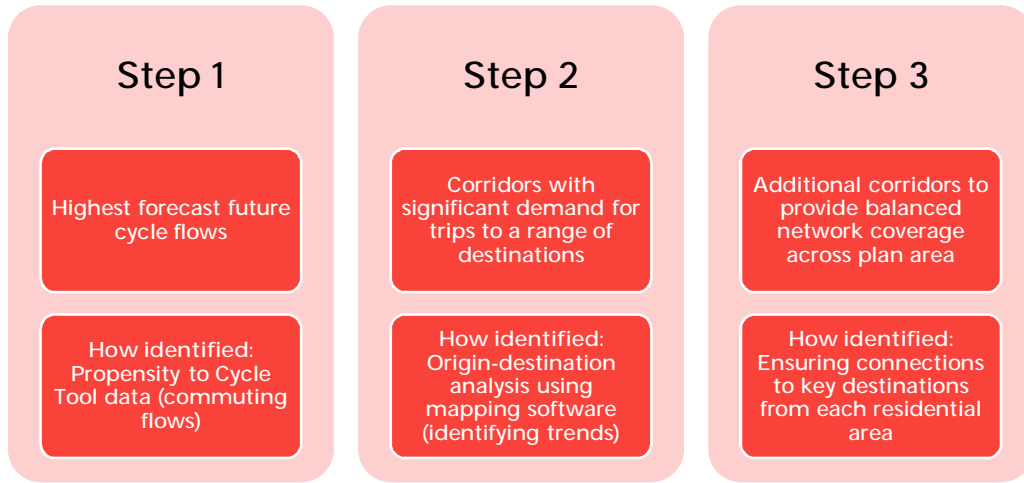 Step 1
Highest forecast future
cycle flows
How identified:
Propensity to Cycle
Tool data (commuting
flows)
Step 2
Corridors with
significant demand for
trips to a range of
destinations
How identified:
Origin-destination
analysis using
mapping software
(identifying trends)
Step 3
Additional corridors to
provide balanced
network coverage
across plan area
How identified:
Ensuring connections
to key destinations
from each residential
area